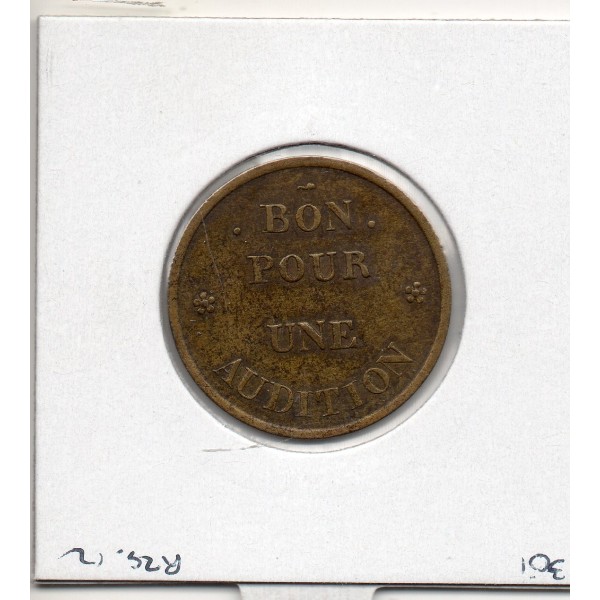 · BON ·
POUR
UNE
AUDITION